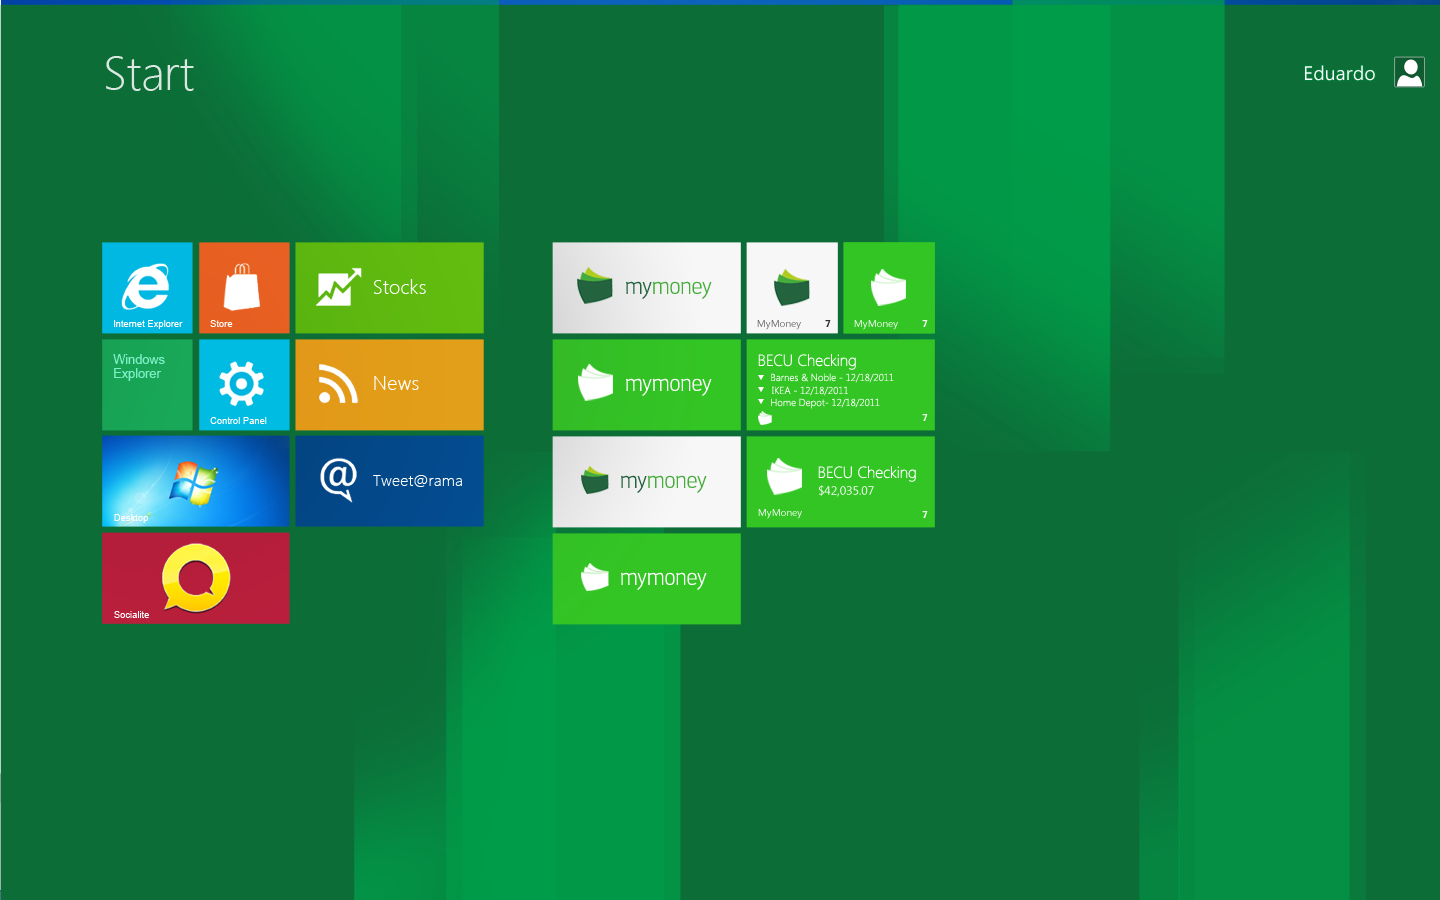 Start
Eduardo
Internet Explorer
Store
Stocks
Windows
Explorer
Control Panel
News
Desktop
Tweet@rama
Socialite
mymoney
MyMoney 7
MyMoney 7
mymoney
BECU Checking
Barnes & Noble - 12/18/2011
IKEA - 12/18/2011
Home Depot- 12/18/2011
7
mymoney
BECU Checking
$42,035.07
MyMoney 7
mymoney